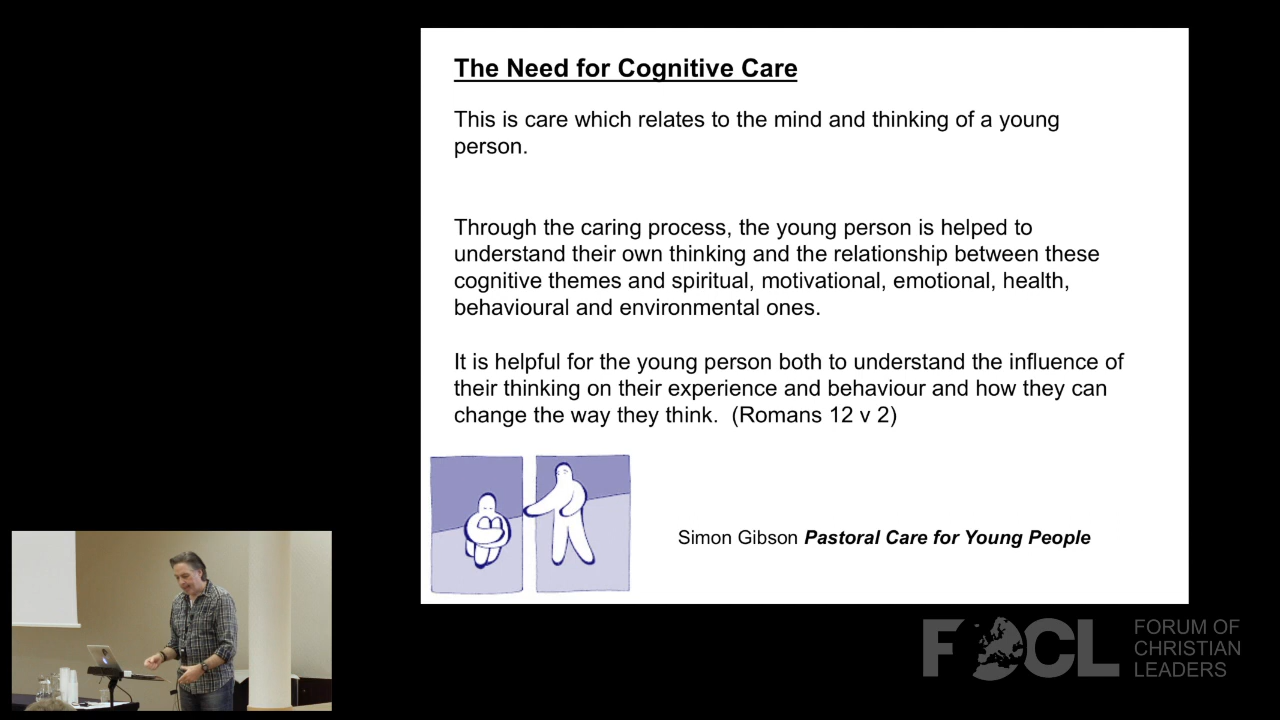 The Need for Cognitive Care
This is care which relates to the mind and thinking of a young
person.
Through the caring process, the young person is helped to
understand their own thinking and the relationship between these
cognitive themes and spiritual, motivational, emotional, health,
behavioural and environmental ones.
It is helpful for the young person both to understand the influence of
their thinking on their experience and behaviour and how they can
change the way they think.  (Romans 12 v 2)
Simon Gibson Pastoral Care for Young People
FOCL
FORUM OF
CHRISTIAN
LEADERS